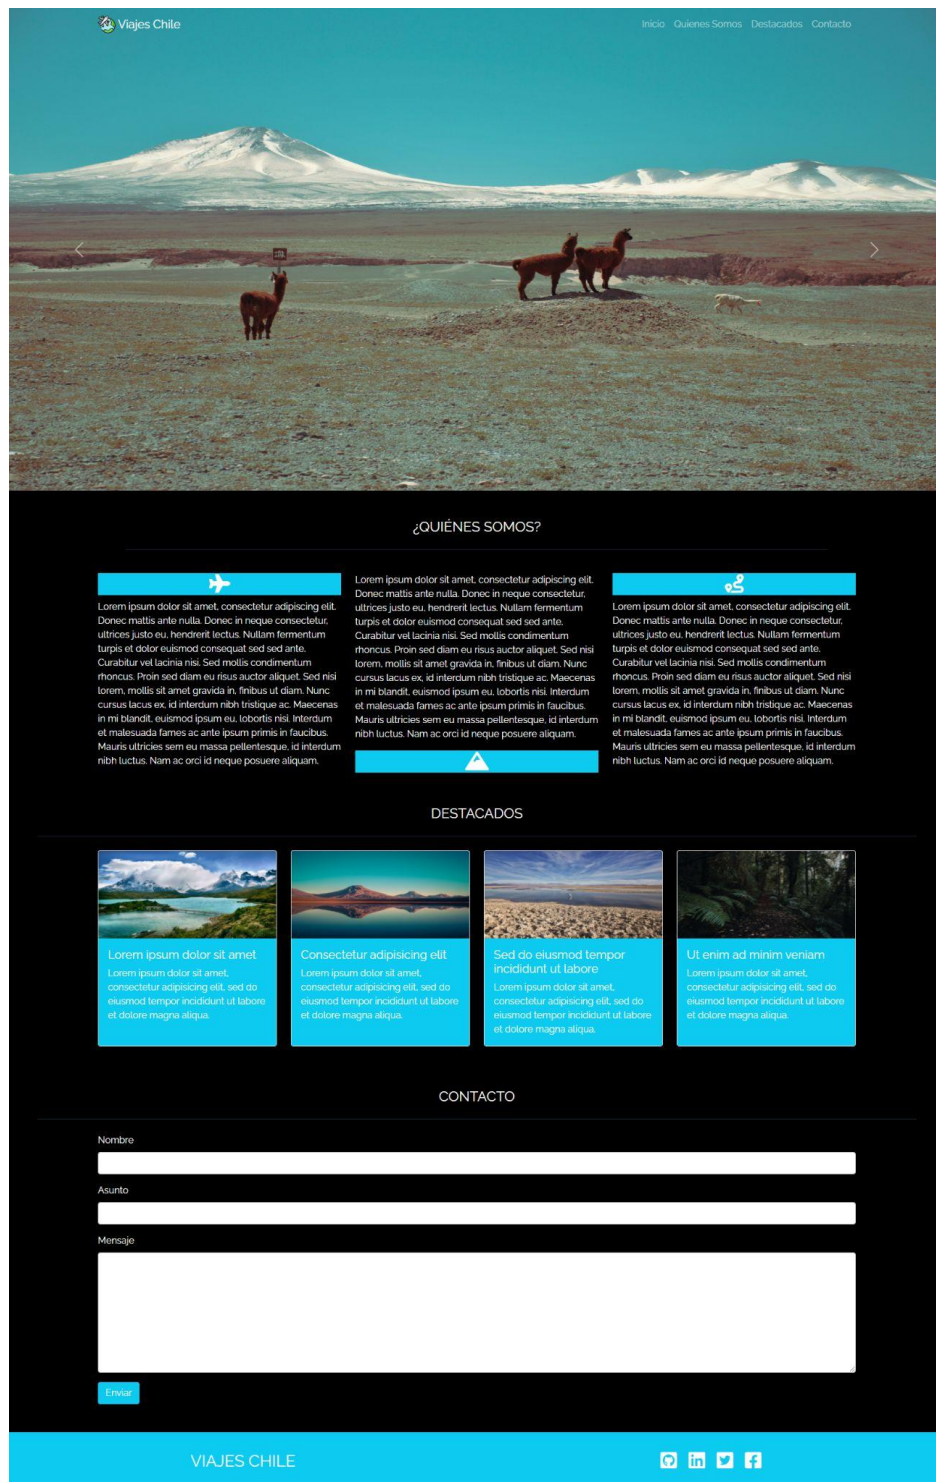 Viajes Chile
Inicio Quienes Somos Destacados Contacto
¿QUIÉNES SOMOS?
Lorem ipsum dolor sit amet, consectetur adipiscing elit.
Donec mattis ante nulla. Donec in neque consectetur,
ultrices justo eu, hendrerit lectus. Nullam fermentum
turpis et dolor euismod consequat sed sed ante.
Curabitur vel lacinia nisi. Sed mollis condimentum
rhoncus. Proin sed diam eu risus auctor aliquet. Sed nisi
lorem, mollis sit amet gravida in, finibus ut diam. Nunc
cursus lacus ex, id interdum nibh tristique ac. Maecenas
in mi blandit, euismod ipsum eu, lobortis nisi. Interdum
et malesuada fames ac ante ipsum primis in faucibus.
Mauris ultricies sem eu massa pellentesque, id interdum
nibh luctus. Nam ac orci id neque posuere aliquam.
Lorem ipsum dolor sit amet, consectetur adipiscing elit.
Donec mattis ante nulla. Donec in neque consectetur,
ultrices justo eu, hendrerit lectus. Nullam fermentum
turpis et dolor euismod consequat sed sed ante.
Curabitur vel lacinia nisi. Sed mollis condimentum
rhoncus. Proin sed diam eu risus auctor aliquet. Sed nisi
lorem, mollis sit amet gravida in, finibus ut diam. Nunc
cursus lacus ex, id interdum nibh tristique ac. Maecenas
in mi blandit, euismod ipsum eu, lobortis nisi. Interdum
et malesuada fames ac ante ipsum primis in faucibus.
Mauris ultricies sem eu massa pellentesque, id interdum
nibh luctus. Nam ac orci id neque posuere aliquam.
Lorem ipsum dolor sit amet, consectetur adipiscing elit.
Donec mattis ante nulla. Donec in neque consectetur,
ultrices justo eu, hendrerit lectus. Nullam fermentum
turpis et dolor euismod consequat sed sed ante.
Curabitur vel lacinia nisi. Sed mollis condimentum
rhoncus. Proin sed diam eu risus auctor aliquet. Sed nisi
lorem, mollis sit amet gravida in, finibus ut diam. Nunc
cursus lacus ex, id interdum nibh tristique ac. Maecenas
in mi blandit, euismod ipsum eu, lobortis nisi. Interdum
et malesuada fames ac ante ipsum primis in faucibus.
Mauris ultricies sem eu massa pellentesque, id interdum
nibh luctus. Nam ac orci id neque posuere aliquam.
DESTACADOS
Lorem ipsum dolor sit amet
Lorem ipsum dolor sit amet,
consectetur adipisicing elit, sed do
eiusmod tempor incididunt ut labore
et dolore magna aliqua.
Consectetur adipisicing elit
Lorem ipsum dolor sit amet,
consectetur adipisicing elit, sed do
eiusmod tempor incididunt ut labore
et dolore magna aliqua.
Sed do eiusmod tempor
incididunt ut labore
Lorem ipsum dolor sit amet,
consectetur adipisicing elit, sed do
eiusmod tempor incididunt ut labore
et dolore magna aliqua.
Ut enim ad minim veniam
Lorem ipsum dolor sit amet,
consectetur adipisicing elit, sed do
eiusmod tempor incididunt ut labore
et dolore magna aliqua.
CONTACTO
Nombre
Asunto
Mensaje
Enviar
VIAJES CHILE